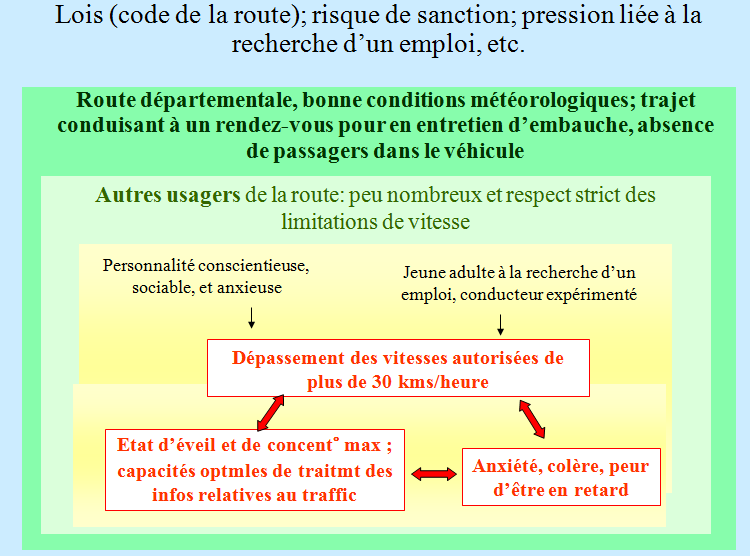 Lois (code de la route); risque de sanction; pression liée à la
recherche d’un emploi, etc.
Route départementale, bonne conditions météorologiques; trajet
conduisant à un rendez-vous pour en entretien d’embauche, absence
de passagers dans le véhicule
Autres usagers de la route: peu nombreux et respect strict des
limitations de vitesse
Personnalité conscientieuse,
sociable, et anxieuse
Jeune adulte à la recherche d’un
emploi, conducteur expérimenté
Dépassement des vitesses autorisées de
plus de 30 kms/heure
Etat d’éveil et de concent° max ;
capacités optmles de traitmt des
infos relatives au traffic
Anxiété, colère, peur
d’être en retard